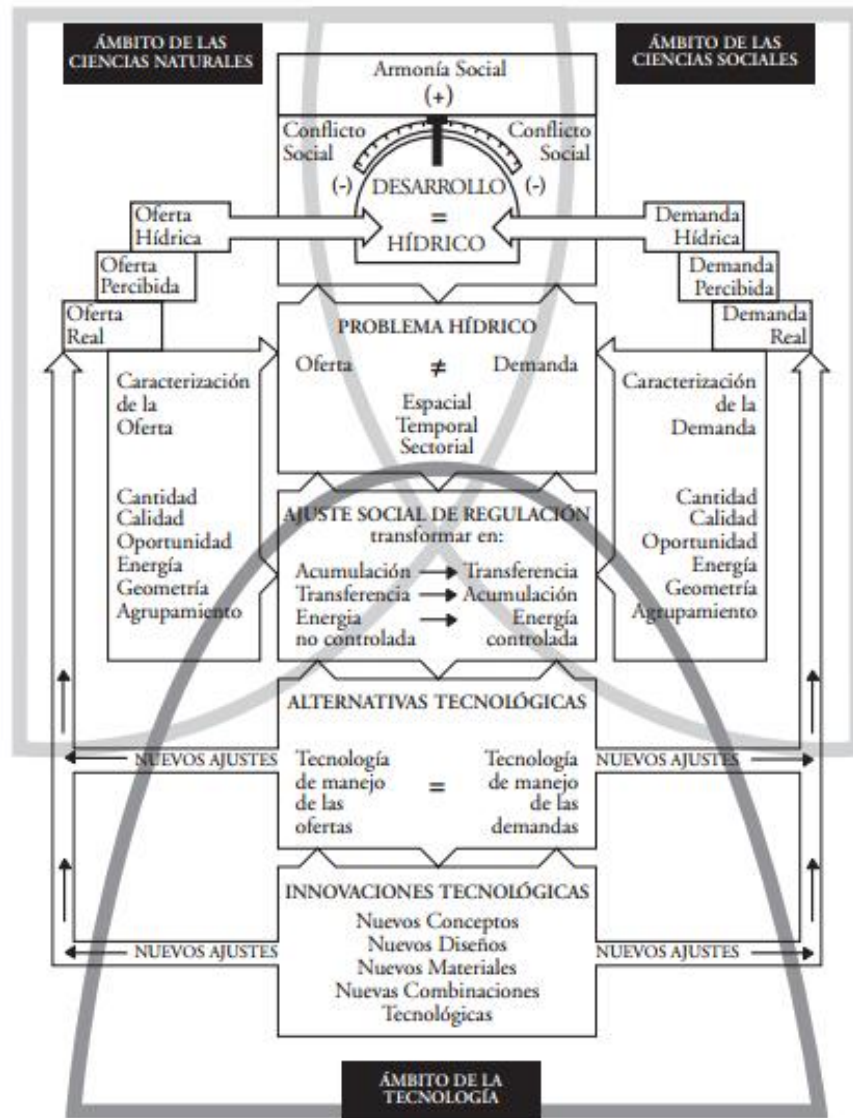 ÁMBITO DE LAS
CIENCIAS NATURALES
ÁMBITO DE LAS
CIENCIAS SOCIALES
Armonía Social
(+)
Conflicto
Social
(-)
Conflicto
Social
(-)
DESARROLLO
=
HÍDRICO
Oferta
Hídrica
Oferta
Percibida
Oferta
Real
Demanda
Hídrica
Demanda
Percibida
Demanda
Real
PROBLEMA HÍDRICO
Oferta ≠ Demanda
Espacial
Temporal
Sectorial
Caracterización
de la
Oferta
Cantidad
Calidad
Oportunidad
Energía
Geometría
Agrupamiento
Caracterización
de la
Demanda
Cantidad
Calidad
Oportunidad
Energía
Geometría
Agrupamiento
AJUSTE SOCIAL DE REGULACIÓN
transformar en:
Acumulación → Transferencia
Transferencia → Acumulación
Energia → Energía
no controlada controlada
ALTERNATIVAS TECNOLÓGICAS
Tecnología
de manejo
de las
ofertas
=
Tecnología
de manejo
de las
demandas
NUEVOS AJUSTES
NUEVOS AJUSTES
INNOVACIONES TECNOLÓGICAS
Nuevos Conceptos
Nuevos Diseños
Nuevos Materiales
Nuevas Combinaciones
Tecnológicas
NUEVOS AJUSTES
NUEVOS AJUSTES
ÁMBITO DE LA
TECNOLOGÍA